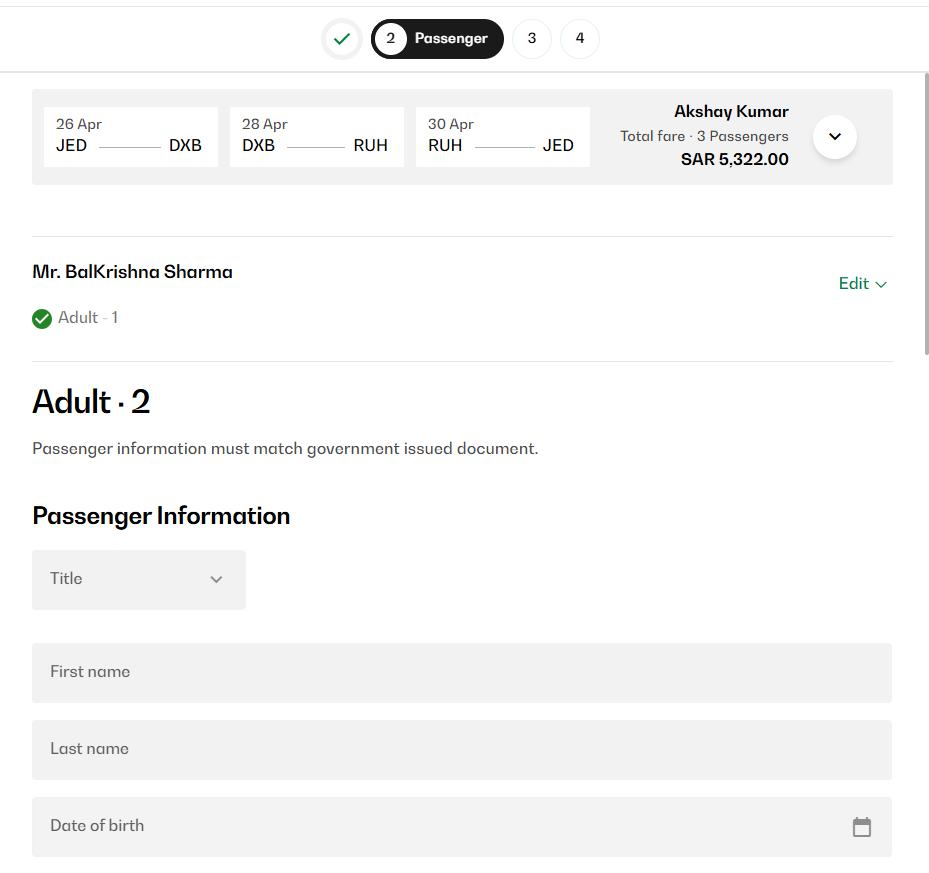 2 Passenger 3 4
26 Apr
JED DXB
28 Apr
DXB RUH
30 Apr
RUH JED
Akshay Kumar
Total fare · 3 Passengers
SAR 5,322.00
Mr. BalKrishna Sharma
Edit
Adult - 1
Adult · 2
Passenger information must match government issued document.
Passenger Information
Title
First name
Last name
Date of birth